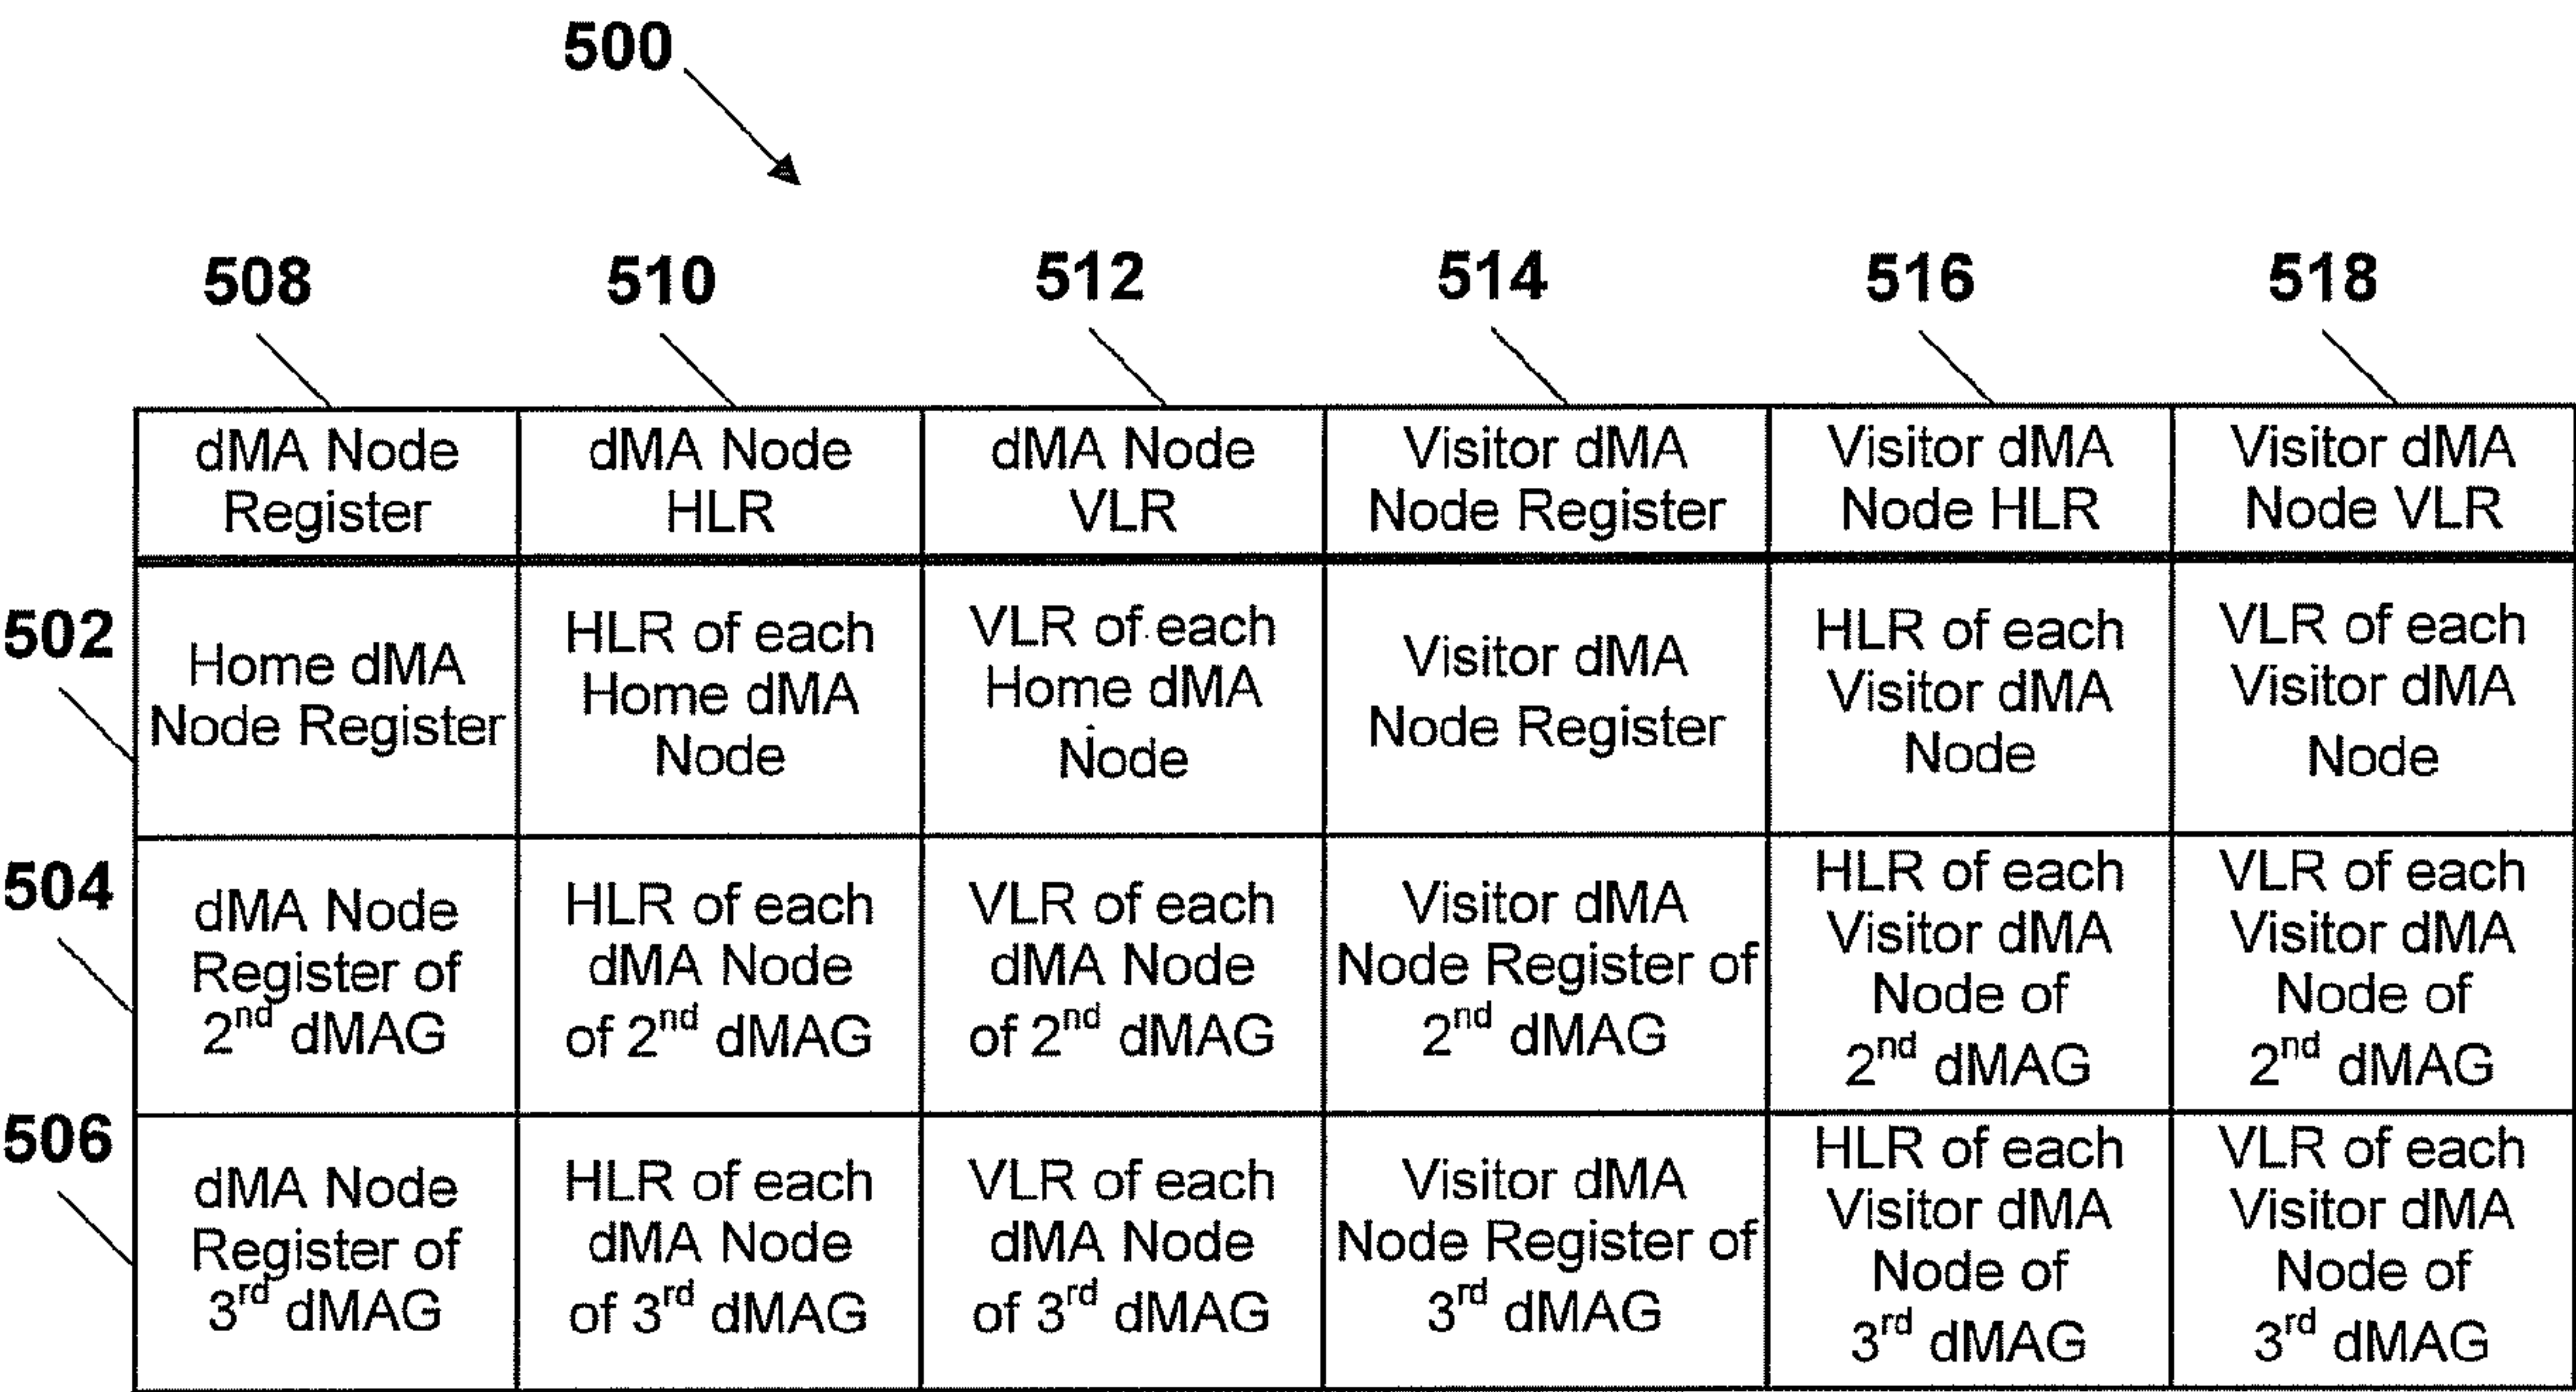 500
508 510 512 514 516 518
dMA Node
Register
dMA Node
HLR
dMA Node
VLR
Visitor dMA
Node Register
Visitor dMA
Node HLR
Visitor dMA
Node VLR
502
Home dMA
Node Register
HLR of each
Home dMA
Node
VLR of each
Home dMA
Node
Visitor dMA
Node Register
HLR of each
Visitor dMA
Node
VLR of each
Visitor dMA
Node
504
dMA Node
Register of
2nd dMAG
HLR of each
dMA Node
of 2nd dMAG
VLR of each
dMA Node
of 2nd dMAG
Visitor dMA
Node Register of
2nd dMAG
HLR of each
Visitor dMA
Node of
2nd dMAG
VLR of each
Visitor dMA
Node of
2nd dMAG
506
dMA Node
Register of
3rd dMAG
HLR of each
dMA Node
of 3rd dMAG
VLR of each
dMA Node
of 3rd dMAG
Visitor dMA
Node Register of
3rd dMAG
HLR of each
Visitor dMA
Node of
3rd dMAG
VLR of each
Visitor dMA
Node of
3rd dMAG